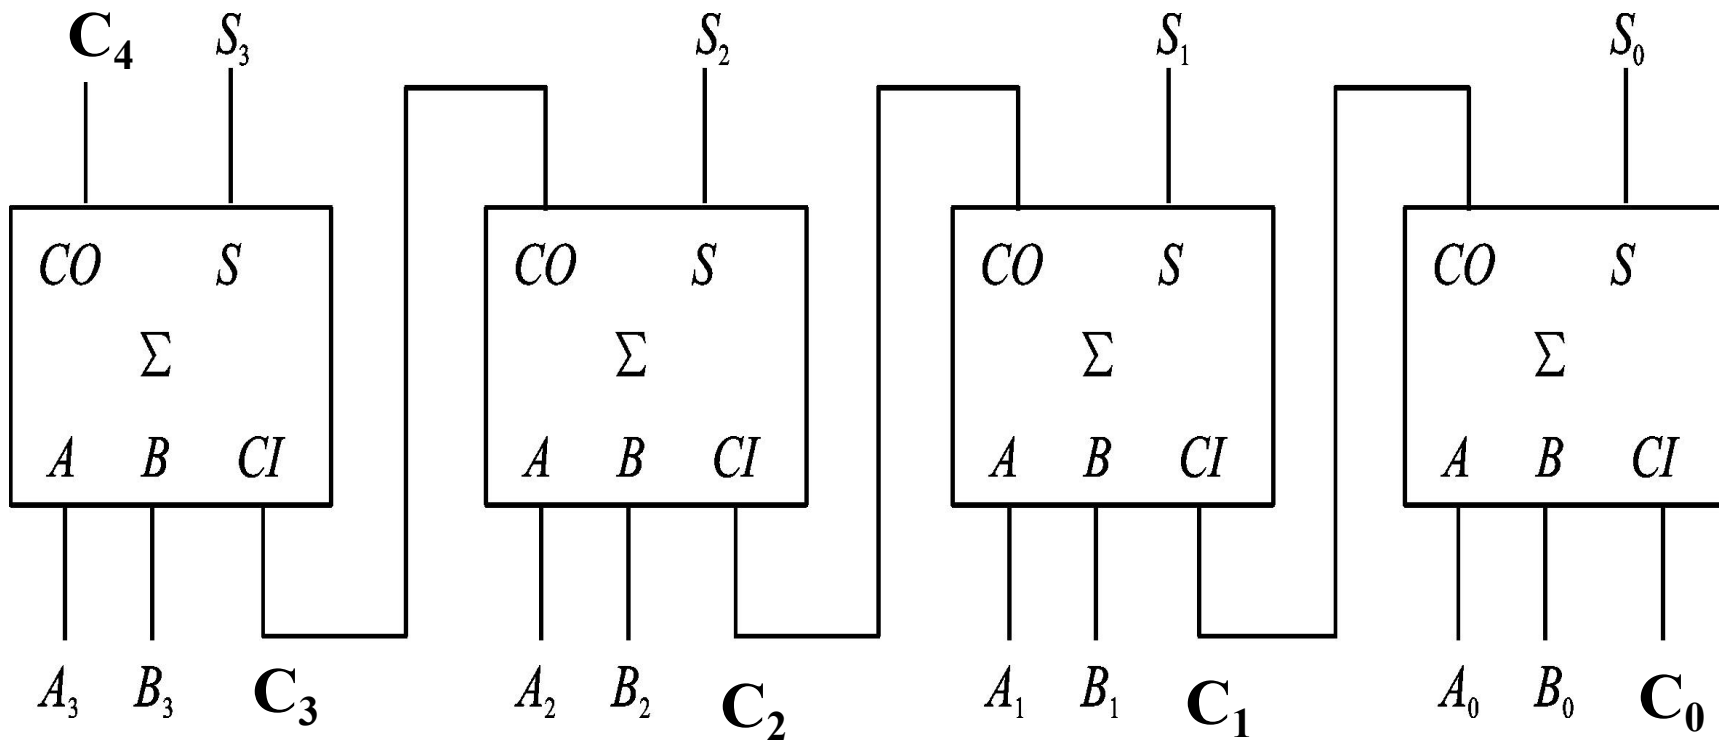 C₄ S₃ S₂ S₁ S₀
CO S CO S CO S CO S
Σ Σ Σ Σ
A B CI A B CI A B CI A B CI
A₃ B₃ C₃ A₂ B₂ C₂ A₁ B₁ C₁ A₀ B₀ C₀